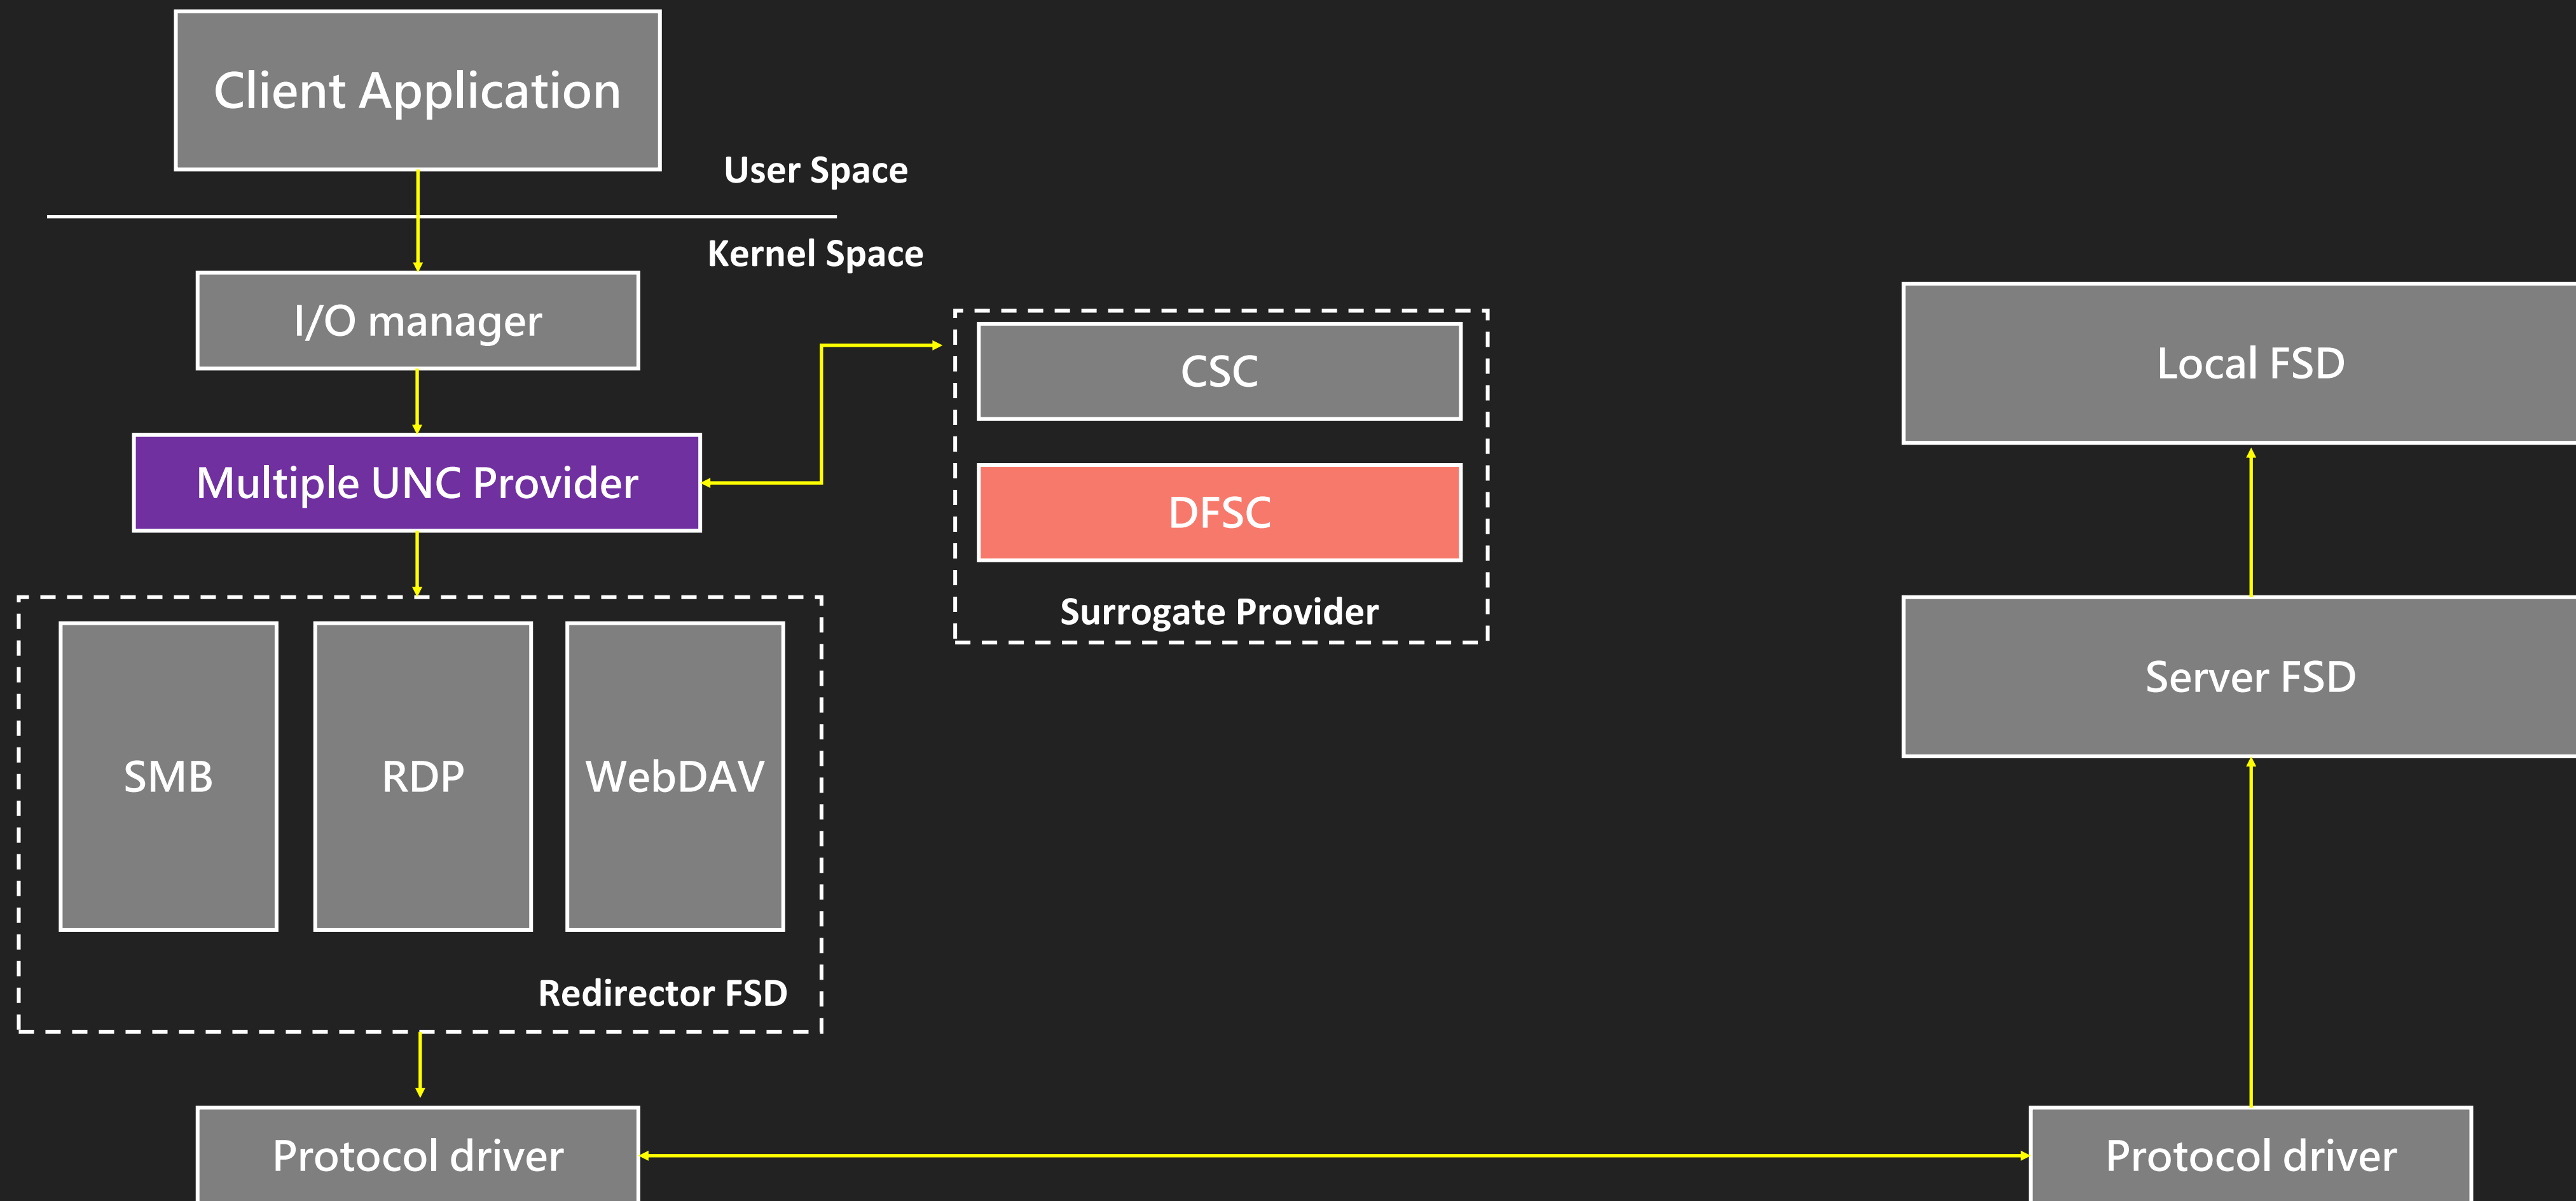 Client Application
User Space
Kernel Space
I/O manager
Multiple UNC Provider
CSC
DFSC
Surrogate Provider
SMB
RDP
WebDAV
Redirector FSD
Protocol driver
Local FSD
Server FSD
Protocol driver